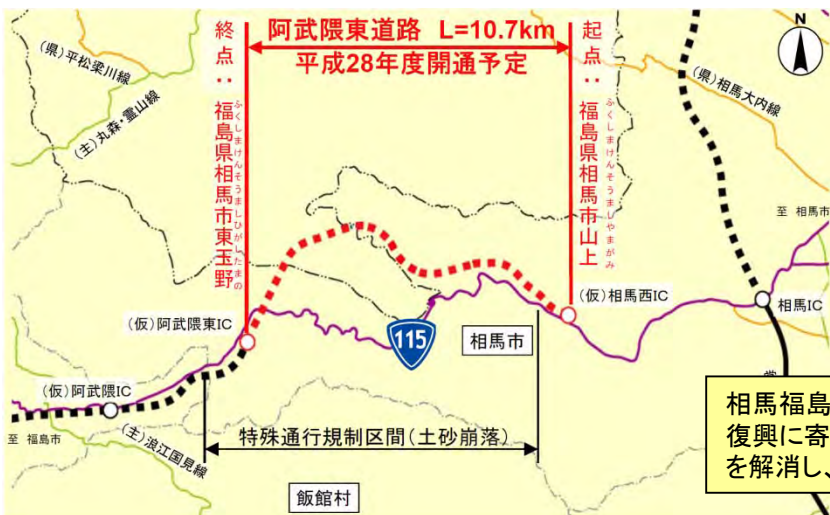 阿武隈東道路 L=10.7km
平成28年度開通予定
終点:福島県相馬市東玉野
ふくしまけんそうましひがしたまの
起点:福島県相馬市山上
ふくしまけんそうましやまがみ
N
(県)平松梁川線
(主)丸森・霊山線
(県)相馬大内線
至 相馬市
(仮)阿武隈東IC
(仮)相馬西IC
相馬IC
115
相馬市
(仮)阿武隈IC
至 福島市
(主)浪江国見線
特殊通行規制区間(土砂崩落)
飯舘村
常
相馬福島
復興に寄
を解消し、